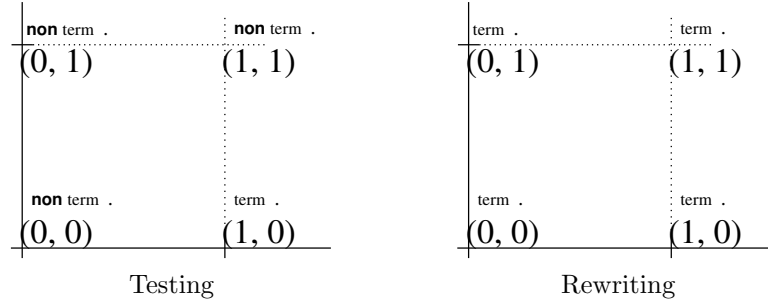 non term .
non term .
(0, 1)
(1, 1)
non term .
term .
(0, 0)
(1, 0)
Testing
term .
term .
(0, 1)
(1, 1)
term .
term .
(0, 0)
(1, 0)
Rewriting